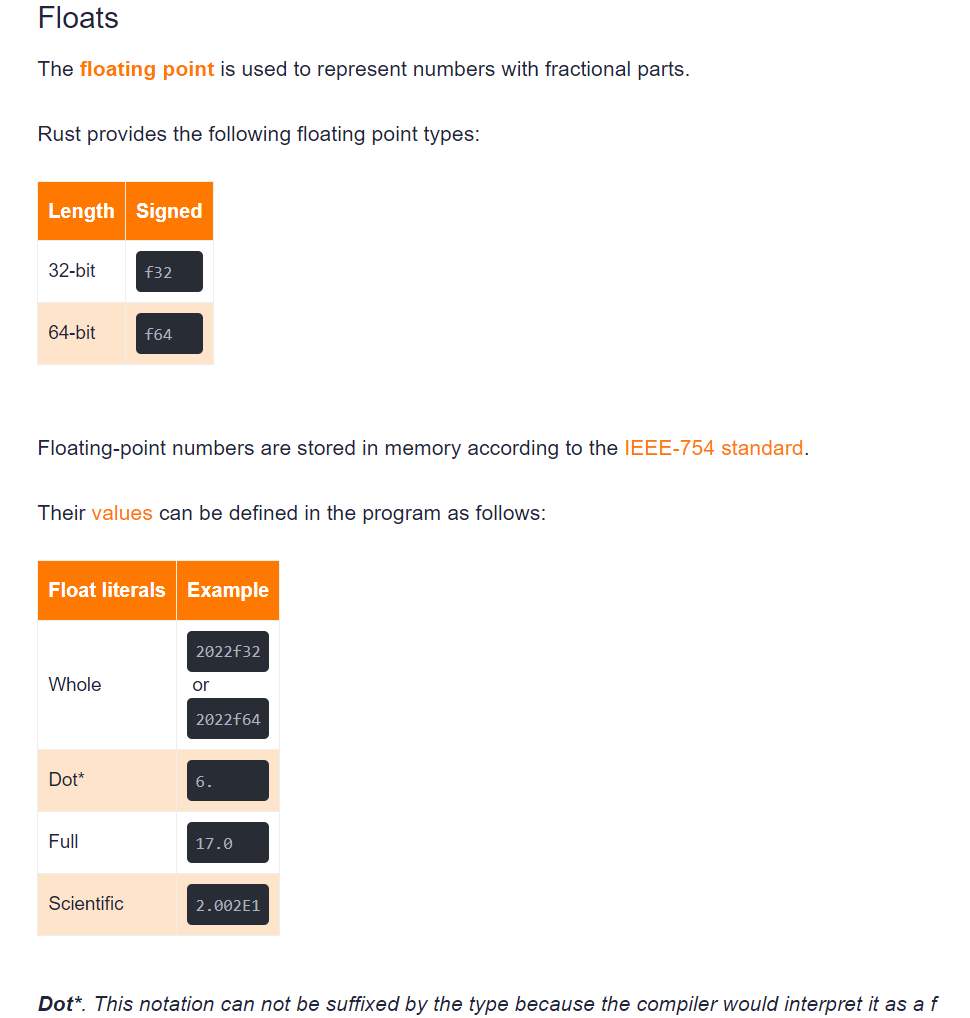 Floats
The floating point is used to represent numbers with fractional parts.
Rust provides the following floating point types:
Length Signed
32-bit f32
64-bit f64
Floating-point numbers are stored in memory according to the IEEE-754 standard.
Their values can be defined in the program as follows:
Float literals Example
2022f32
Whole or
2022f64
Dot* 6.
Full 17.0
Scientific 2.002E1
Dot*. This notation can not be suffixed by the type because the compiler would interpret it as a f